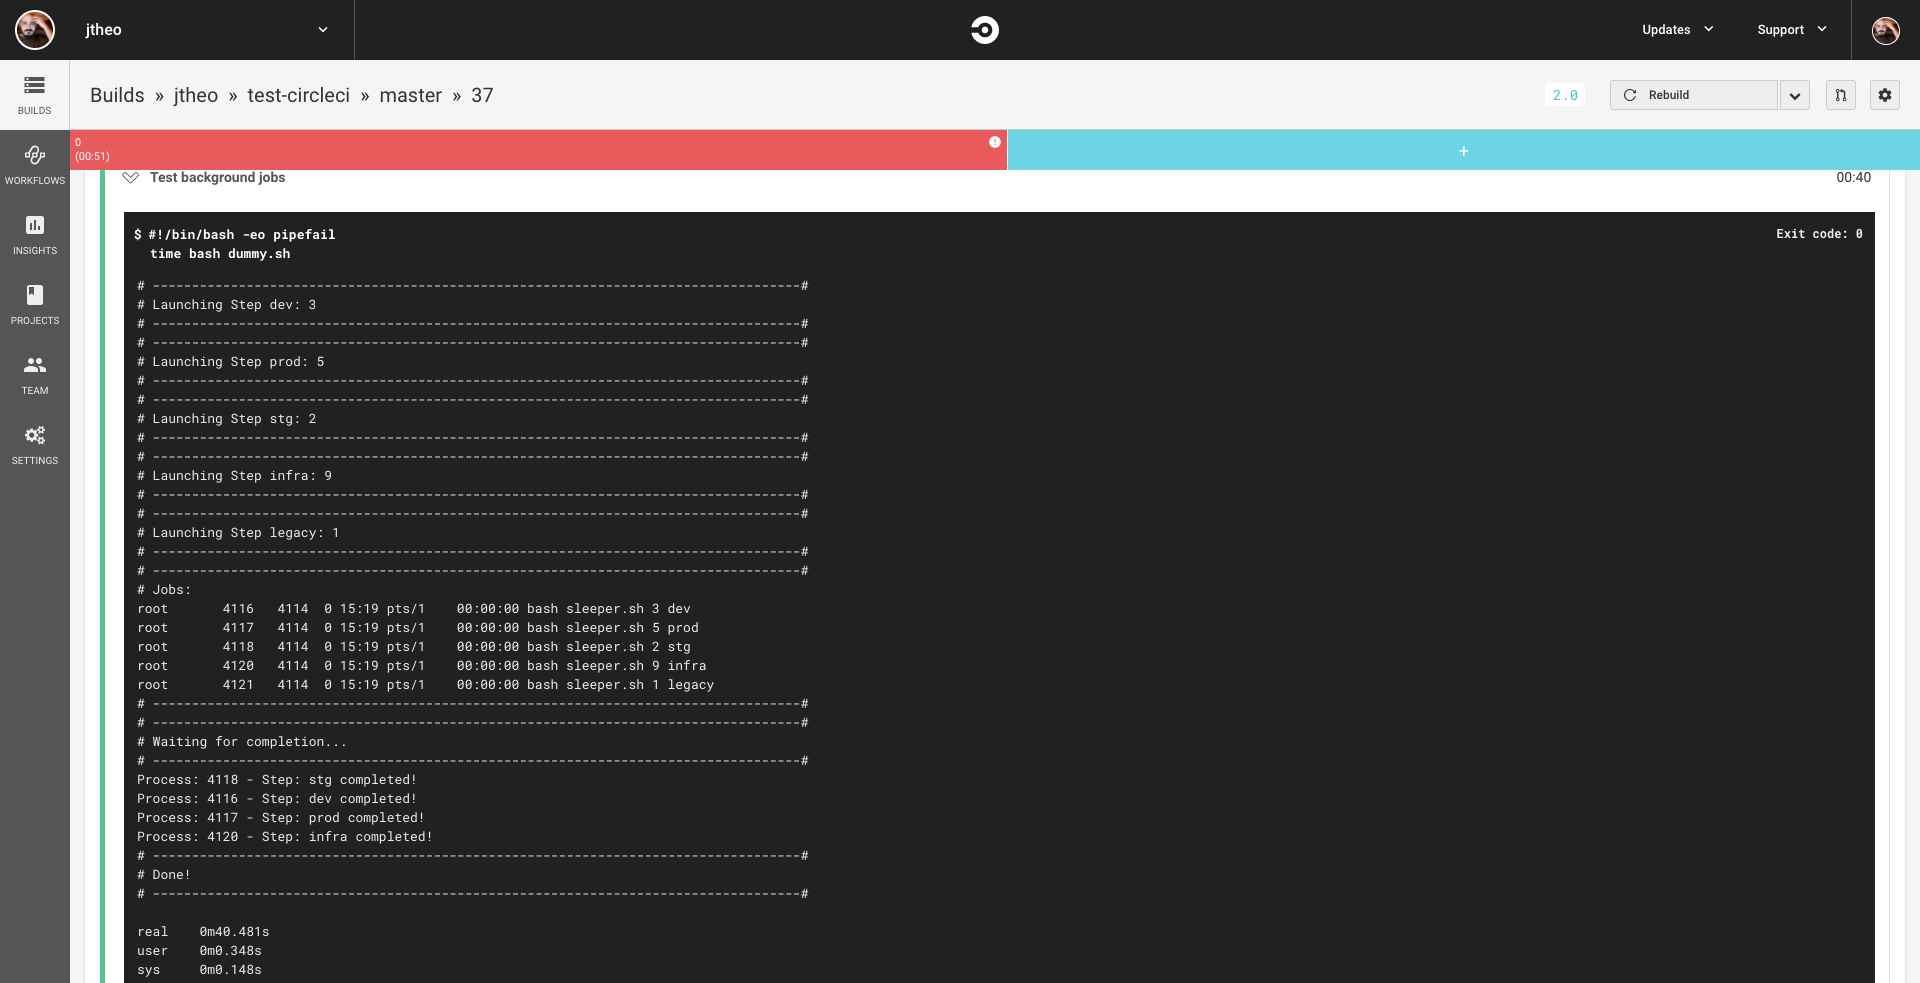 jtheo
Updates
Support
BUILDS
Builds » jtheo » test-circleci » master » 37
2.0
Rebuild
0
(00:51)
+
WORKFLOWS
INSIGHTS
PROJECTS
TEAM
SETTINGS
Test background jobs
00:40
$ #!/bin/bash -eo pipefail
time bash dummy.sh
Exit code: 0
# -----------------------------------------------------------------------------------#
# Launching Step dev: 3
# -----------------------------------------------------------------------------------#
# -----------------------------------------------------------------------------------#
# Launching Step prod: 5
# -----------------------------------------------------------------------------------#
# -----------------------------------------------------------------------------------#
# Launching Step stg: 2
# -----------------------------------------------------------------------------------#
# -----------------------------------------------------------------------------------#
# Launching Step infra: 9
# -----------------------------------------------------------------------------------#
# -----------------------------------------------------------------------------------#
# Launching Step legacy: 1
# -----------------------------------------------------------------------------------#
# -----------------------------------------------------------------------------------#
# Jobs:
root       4116   4114  0 15:19 pts/1    00:00:00 bash sleeper.sh 3 dev
root       4117   4114  0 15:19 pts/1    00:00:00 bash sleeper.sh 5 prod
root       4118   4114  0 15:19 pts/1    00:00:00 bash sleeper.sh 2 stg
root       4120   4114  0 15:19 pts/1    00:00:00 bash sleeper.sh 9 infra
root       4121   4114  0 15:19 pts/1    00:00:00 bash sleeper.sh 1 legacy
# -----------------------------------------------------------------------------------#
# -----------------------------------------------------------------------------------#
# Waiting for completion...
# -----------------------------------------------------------------------------------#
Process: 4118 - Step: stg completed!
Process: 4116 - Step: dev completed!
Process: 4117 - Step: prod completed!
Process: 4120 - Step: infra completed!
# -----------------------------------------------------------------------------------#
# Done!
# -----------------------------------------------------------------------------------#
real    0m40.481s
user    0m0.348s
sys     0m0.148s